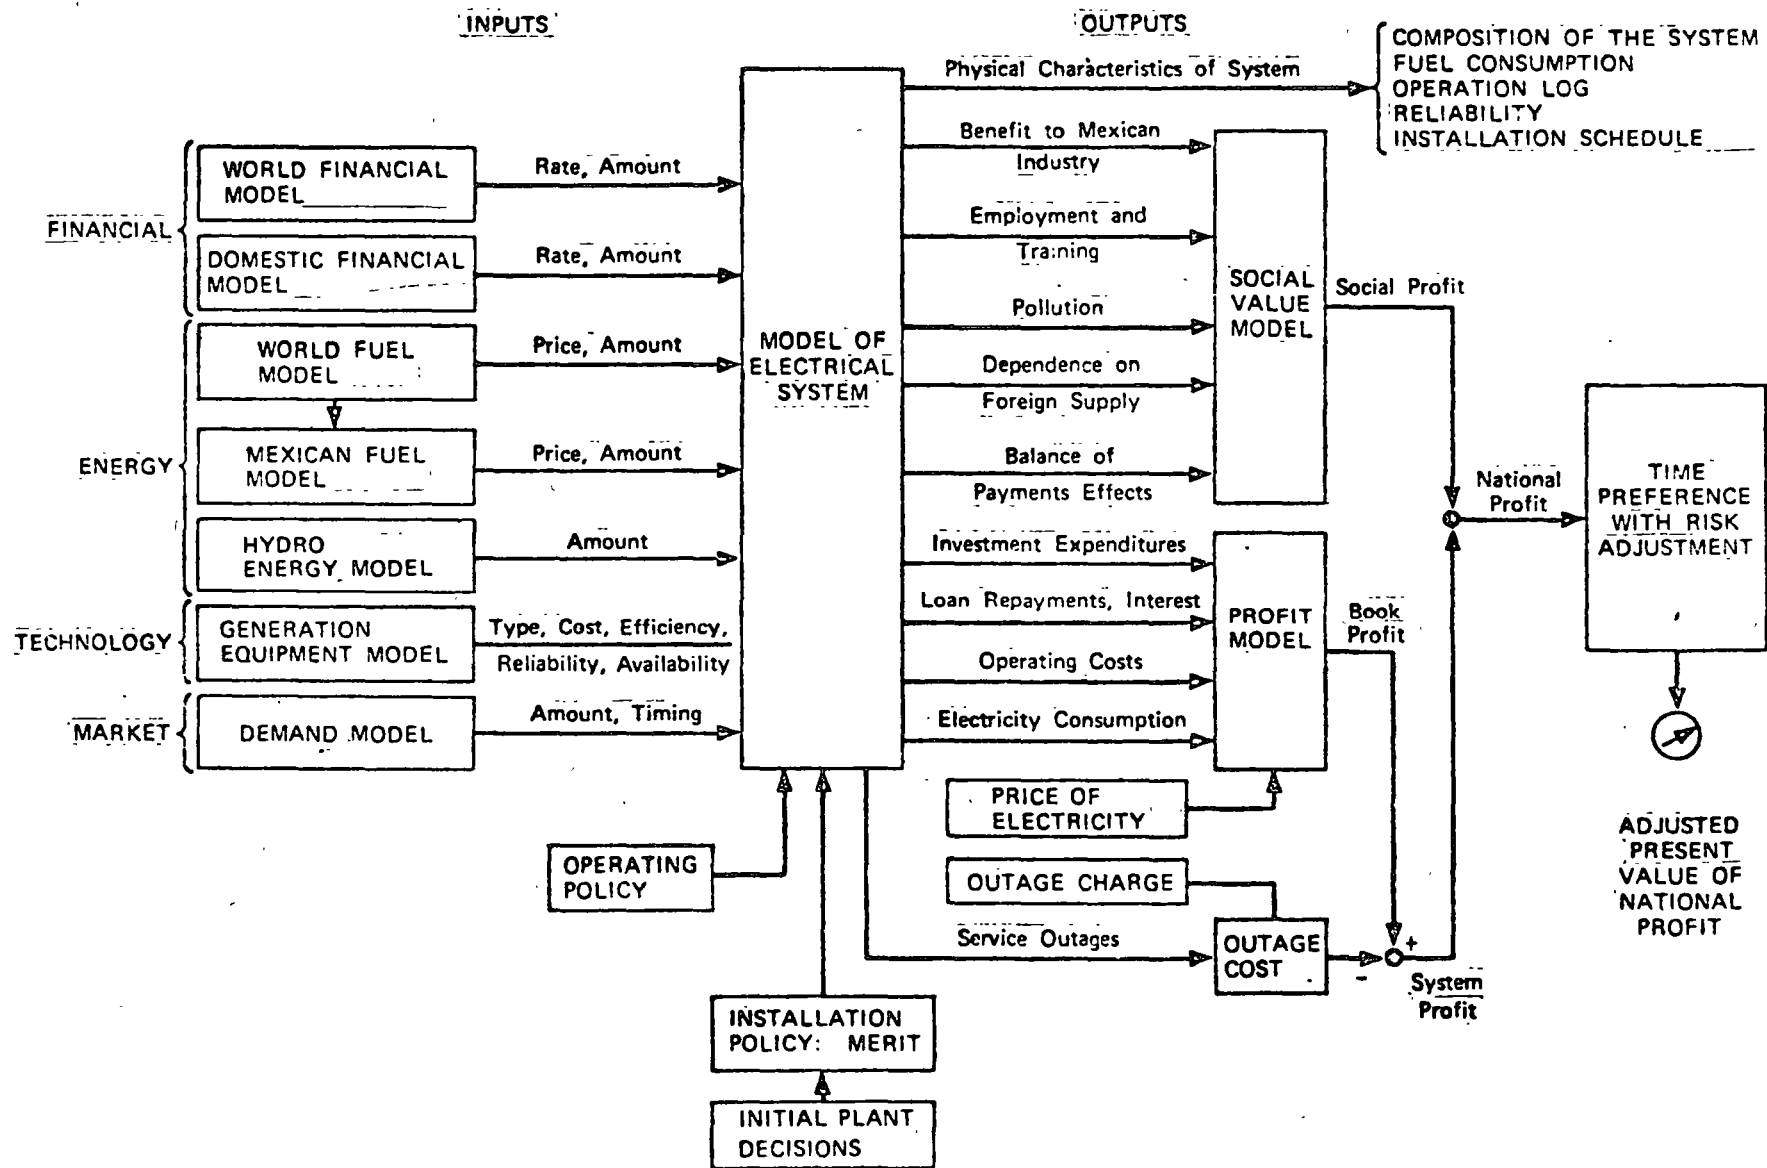 INPUTS
OUTPUTS
FINANCIAL
WORLD FINANCIAL
MODEL
Rate, Amount
DOMESTIC FINANCIAL
MODEL
Rate, Amount
ENERGY
WORLD FUEL
MODEL
Price, Amount
MEXICAN FUEL
MODEL
Price, Amount
HYDRO
ENERGY MODEL
Amount
TECHNOLOGY
GENERATION
EQUIPMENT MODEL
Type, Cost, Efficiency,
Reliability, Availability
MARKET
DEMAND MODEL
Amount, Timing
MODEL OF
ELECTRICAL
SYSTEM
OPERATING
POLICY
INSTALLATION
POLICY: MERIT
INITIAL PLANT
DECISIONS
Physical Characteristics of System
COMPOSITION OF THE SYSTEM
FUEL CONSUMPTION
OPERATION LOG
RELIABILITY
INSTALLATION SCHEDULE
Benefit to Mexican
Industry
Employment and
Training
Pollution
Dependence on
Foreign Supply
Balance of
Payments Effects
SOCIAL
VALUE
MODEL
Social Profit
Investment Expenditures
Loan Repayments, Interest
Operating Costs
Electricity Consumption
PROFIT
MODEL
Book
Profit
PRICE OF
ELECTRICITY
OUTAGE CHARGE
Service Outages
OUTAGE
COST
+
-
System
Profit
National
Profit
TIME
PREFERENCE
WITH RISK
ADJUSTMENT
ADJUSTED
PRESENT
VALUE OF
NATIONAL
PROFIT